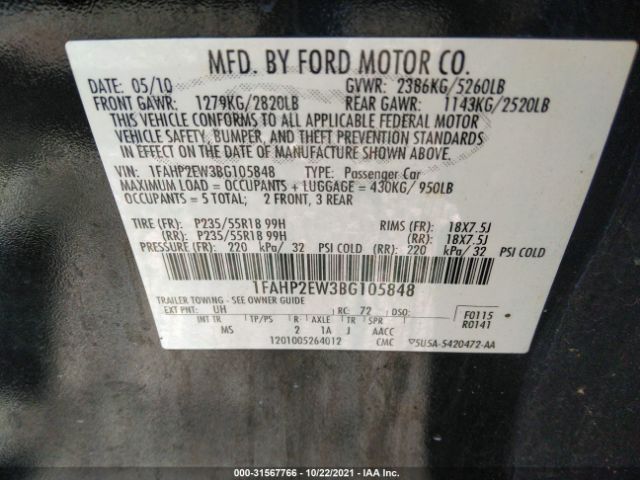 MFD. BY FORD MOTOR CO.
DATE: 05/10 GVWR: 2386KG/5260LB
FRONT GAWR: 1279KG/2820LB REAR GAWR: 1143KG/2520LB
THIS VEHICLE CONFORMS TO ALL APPLICABLE FEDERAL MOTOR
VEHICLE SAFETY, BUMPER, AND THEFT PREVENTION STANDARDS
IN EFFECT ON THE DATE OF MANUFACTURE SHOWN ABOVE.
VIN: 1FAHP2EW3BG105848 TYPE: Passenger Car
MAXIMUM LOAD = OCCUPANTS + LUGGAGE = 430KG/950LB
OCCUPANTS = 5 TOTAL; 2 FRONT, 3 REAR
TIRE (FR): P235/55R18 99H RIMS (FR): 18X7.5J
(RR): P235/55R18 99H (RR): 18X7.5J
PRESSURE (FR): 220 kPa/ 32 PSI COLD (RR): 220 kPa/32 PSI COLD
1FAHP2EW3BG105848
TRAILER TOWING - SEE OWNER GUIDE
EXT PNT: UH RC: 72 DSO: F0115
INT TR TP/PS R AXLE TR SPR R0141
MS 2 1A J AACC
1201005264012 CMC 5U5A-5420472-AA
000-31567766 - 10/22/2021 - IAA Inc.